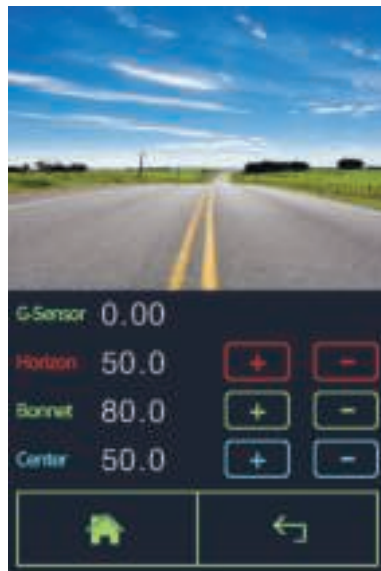 G-Sensor 0.00
Horizon 50.0 + -
Bonnet 80.0 + -
Center 50.0 + -